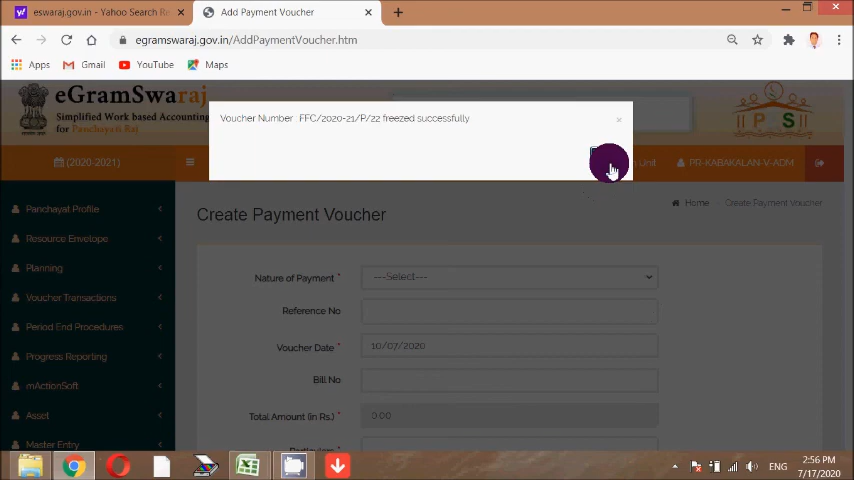 eswaraj.gov.in - Yahoo Search Re
Add Payment Voucher
egramswaraj.gov.in/AddPaymentVoucher.htm
Apps
Gmail
YouTube
Maps
eGramSwaraj
Simplified Work based Accounting
for Panchayati Raj
Voucher Number FFC/2020-21/P/22 freezed successfully
×
(2020-2021)
Unit
PR-KABAKALAN-V-ADM
Panchayat Profile
Resource Envelope
Planning
Voucher Transactions
Period End Procedures
Progress Reporting
mActionSoft
Asset
Master Entry
Create Payment Voucher
Home
Create Payment Voucher
Nature of Payment *
---Select---
Reference No
Voucher Date *
10/07/2020
Bill No
Total Amount (in Rs.) *
0.00
ENG
2:56 PM
7/17/2020